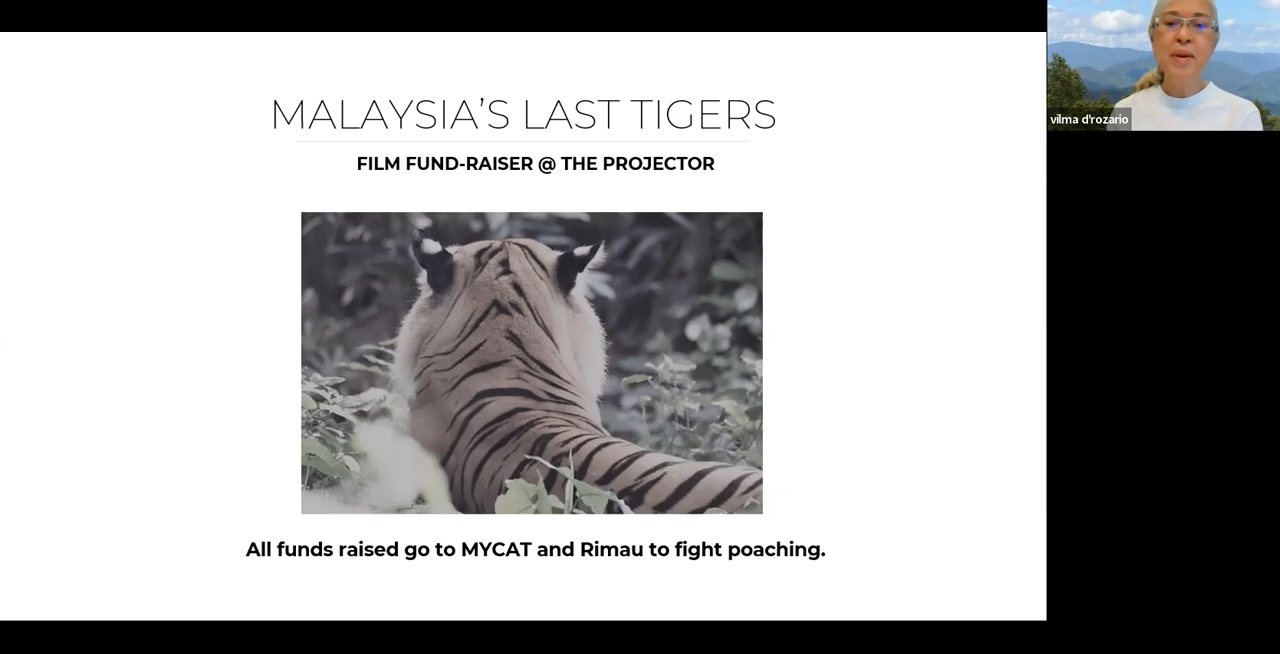 MALAYSIA’S LAST TIGERS
FILM FUND-RAISER @ THE PROJECTOR
All funds raised go to MYCAT and Rimau to fight poaching.
vilma d'rozario